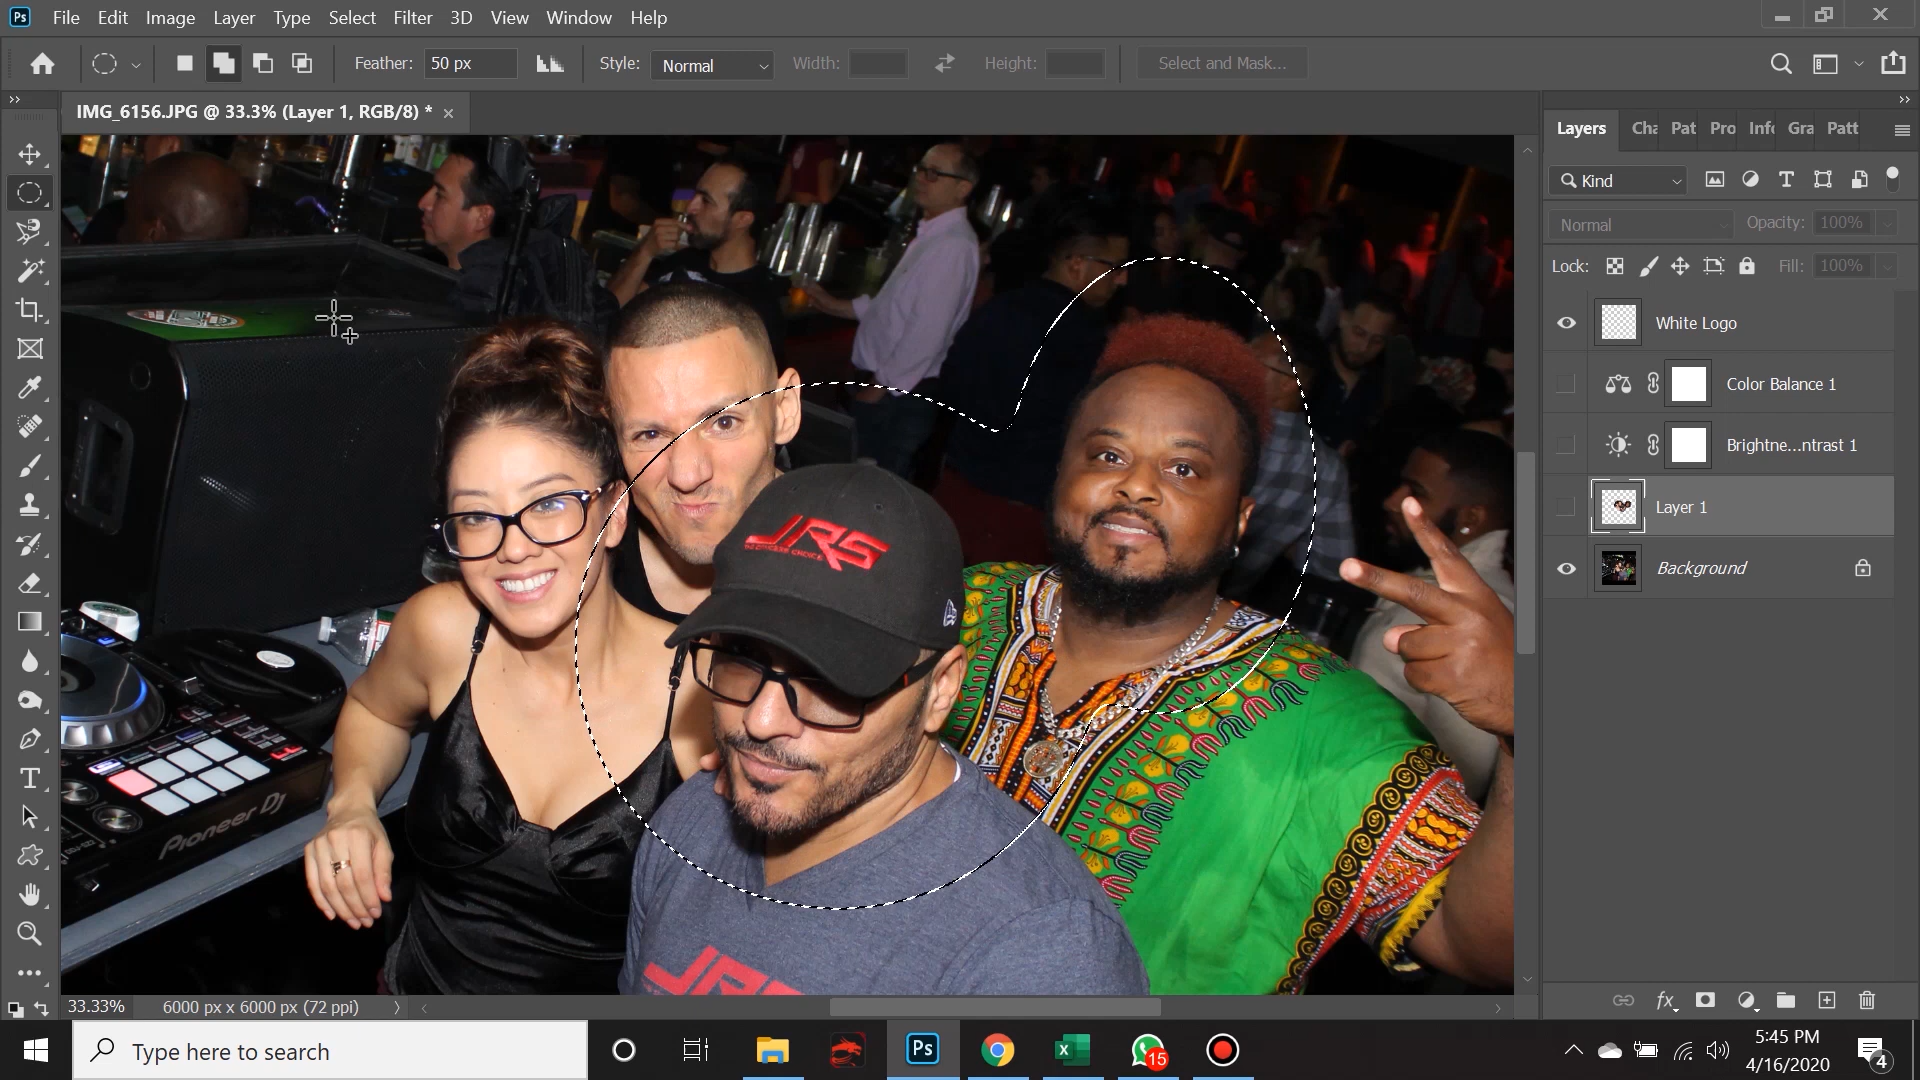 Ps File Edit Image Layer Type Select Filter 3D View Window Help
Feather: 50 px Style: Normal Width: Height: Select and Mask...
IMG_6156.JPG @ 33.3% (Layer 1, RGB/8) *
Layers Cha Pat Pro Info Gra Patt
Kind
Normal Opacity: 100%
Lock: Fill: 100%
White Logo
Color Balance 1
Brightne...ntrast 1
Layer 1
Background
JRS
Pioneer DJ
JRS
33.33% 6000 px x 6000 px (72 ppi)
Type here to search
Ps
15
5:45 PM
4/16/2020
4